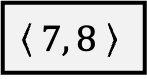 ⟨ 7, 8 ⟩